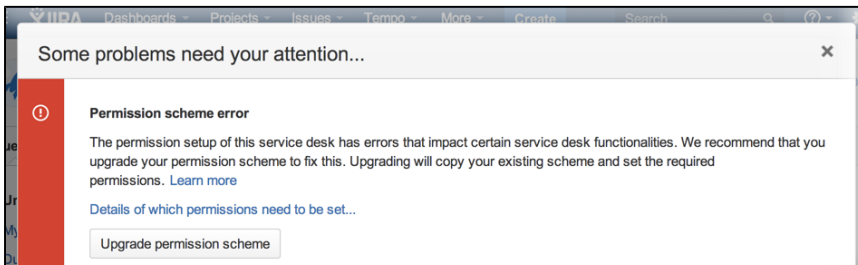 JIRA Dashboards Projects Issues Tempo More Create Search
Some problems need your attention...
Permission scheme error
The permission setup of this service desk has errors that impact certain service desk functionalities. We recommend that you
upgrade your permission scheme to fix this. Upgrading will copy your existing scheme and set the required
permissions. Learn more
Details of which permissions need to be set...
Upgrade permission scheme